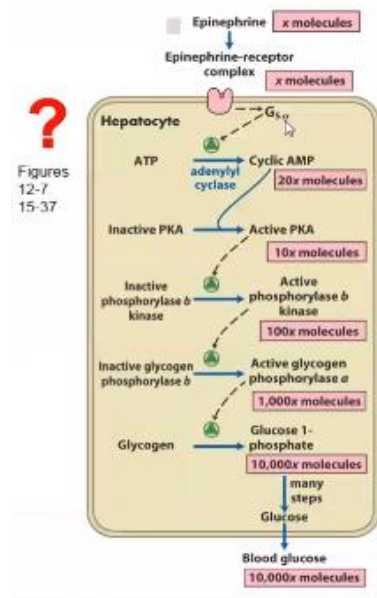 Epinephrine
x molecules
Epinephrine-receptor
complex
x molecules
?
Figures
12-7
15-37
Hepatocyte
Gsα
ATP
adenylyl
cyclase
Cyclic AMP
20x molecules
Inactive PKA
Active PKA
10x molecules
Inactive
phosphorylase b
kinase
Active
phosphorylase b
kinase
100x molecules
Inactive glycogen
phosphorylase b
Active glycogen
phosphorylase a
1,000x molecules
Glycogen
Glucose 1-
phosphate
10,000x molecules
many
steps
Glucose
Blood glucose
10,000x molecules